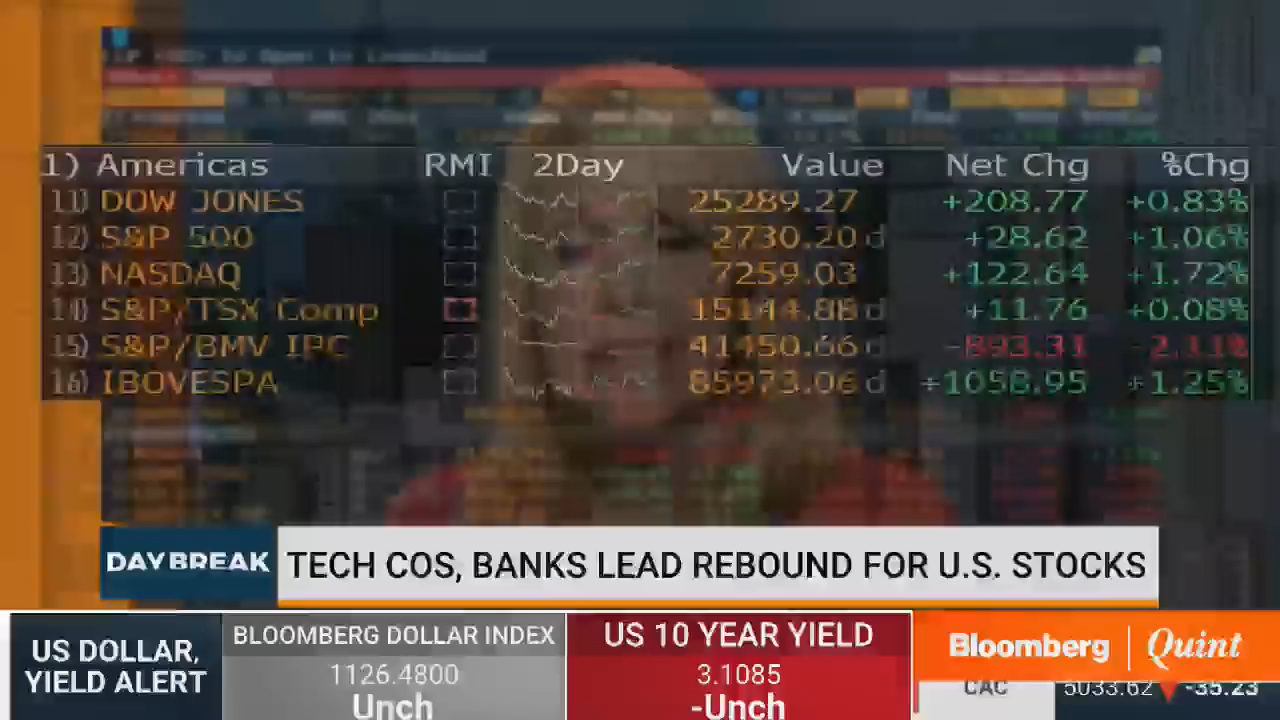 1) Americas RMI 2Day Value Net Chg %Chg
11) DOW JONES 25289.27 +208.77 +0.83%
12) S&P 500 2730.20 d +28.62 +1.06%
13) NASDAQ 7259.03 +122.64 +1.72%
14) S&P/TSX Comp 15144.88 d +11.76 +0.08%
15) S&P/BMV IPC 41450.66 d -893.31 -2.11%
16) IBOVESPA 85973.06 d +1058.95 +1.25%
DAYBREAK TECH COS, BANKS LEAD REBOUND FOR U.S. STOCKS
US DOLLAR,
YIELD ALERT
BLOOMBERG DOLLAR INDEX
1126.4800
Unch
US 10 YEAR YIELD
3.1085
-Unch
Bloomberg | Quint
CAC 5033.62 -35.23